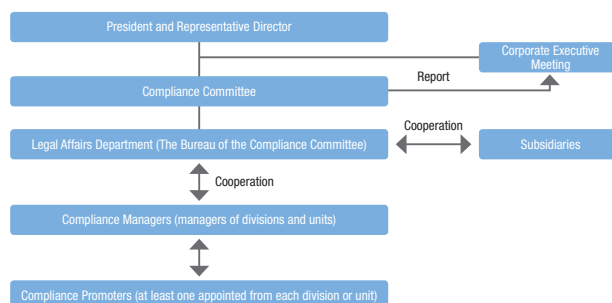 President and Representative Director
Corporate Executive
Meeting
Report
Compliance Committee
Cooperation
Legal Affairs Department (The Bureau of the Compliance Committee)
Subsidiaries
Cooperation
Compliance Managers (managers of divisions and units)
Compliance Promoters (at least one appointed from each division or unit)